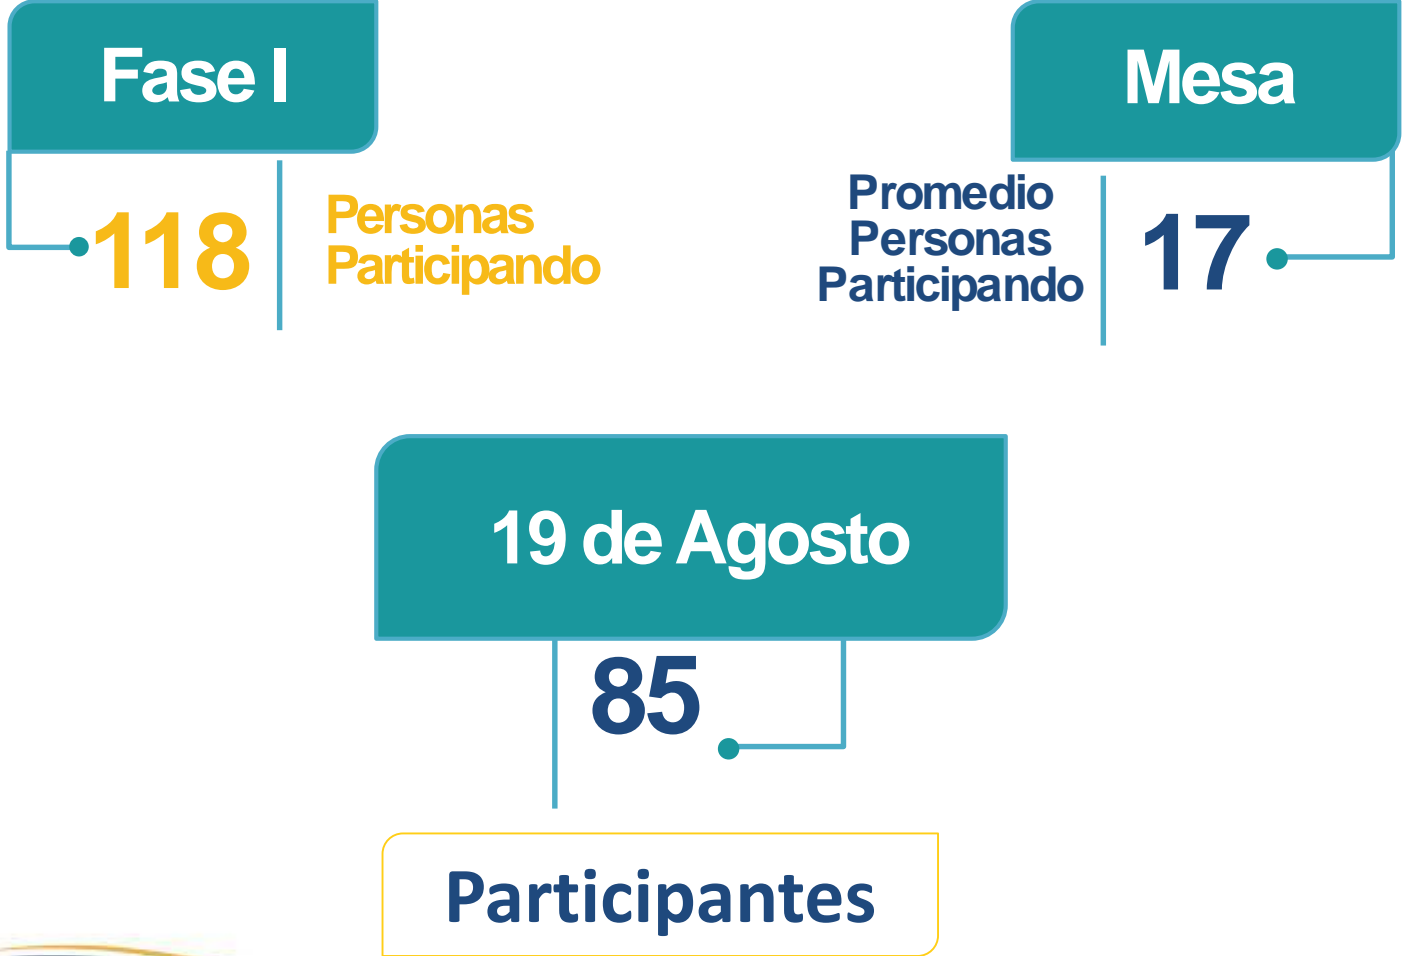 Fase I
118
Personas
Participando
Mesa
Promedio
Personas
Participando
17
19 de Agosto
85
Participantes